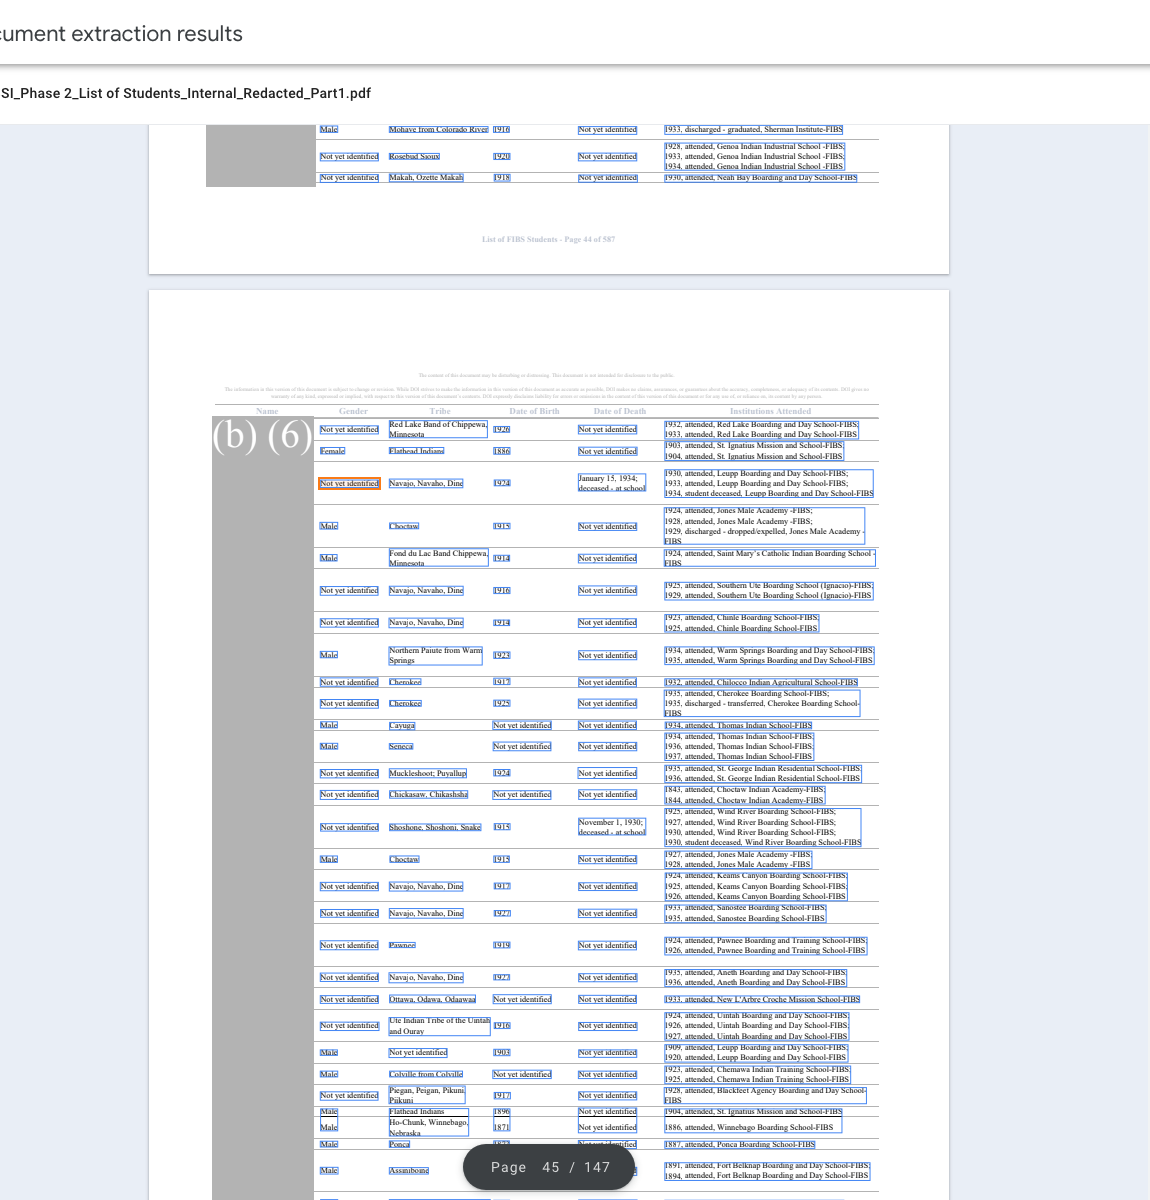 cument extraction results
SI_Phase 2_List of Students_Internal_Redacted_Part1.pdf
Male Mohave from Colorado River 1916 Not yet identified 1933, discharged - graduated, Sherman Institute-FIBS
1928, attended, Genoa Indian Industrial School -FIBS;
Not yet identified Rosebud Sioux 1920 Not yet identified 1933, attended, Genoa Indian Industrial School -FIBS;
1934, attended, Genoa Indian Industrial School -FIBS
Not yet identified Makah, Ozette Makah 1918 Not yet identified 1930, attended, Neah Bay Boarding and Day School-FIBS
List of FIBS Students - Page 44 of 587
The content of this document may be disturbing or distressing. This document is not intended for disclosure to the public.
Name Gender Tribe Date of Birth Date of Death Institutions Attended
(b) (6)
Not yet identified Red Lake Band of Chippewa, 1926 Not yet identified 1932, attended, Red Lake Boarding and Day School-FIBS;
Minnesota 1933, attended, Red Lake Boarding and Day School-FIBS
Female Flathead Indians 1886 Not yet identified 1903, attended, St. Ignatius Mission and School-FIBS;
1904, attended, St. Ignatius Mission and School-FIBS
1930, attended, Leupp Boarding and Day School-FIBS;
Not yet identified Navajo, Navaho, Dine 1924 January 15, 1934; 1933, attended, Leupp Boarding and Day School-FIBS;
deceased - at school 1934, student deceased, Leupp Boarding and Day School-FIBS
1924, attended, Jones Male Academy -FIBS;
Male Choctaw 1915 Not yet identified 1928, attended, Jones Male Academy -FIBS;
1929, discharged - dropped/expelled, Jones Male Academy -
FIBS
Male Fond du Lac Band Chippewa, 1914 Not yet identified 1924, attended, Saint Mary's Catholic Indian Boarding School -
Minnesota FIBS
Not yet identified Navajo, Navaho, Dine 1916 Not yet identified 1925, attended, Southern Ute Boarding School (Ignacio)-FIBS;
1929, attended, Southern Ute Boarding School (Ignacio)-FIBS
Not yet identified Navajo, Navaho, Dine 1914 Not yet identified 1923, attended, Chinle Boarding School-FIBS;
1925, attended, Chinle Boarding School-FIBS
Male Northern Paiute from Warm 1923 Not yet identified 1934, attended, Warm Springs Boarding and Day School-FIBS;
Springs 1935, attended, Warm Springs Boarding and Day School-FIBS
Not yet identified Cherokee 1917 Not yet identified 1932, attended, Chilocco Indian Agricultural School-FIBS
1935, attended, Cherokee Boarding School-FIBS;
Not yet identified Cherokee 1925 Not yet identified 1935, discharged - transferred, Cherokee Boarding School-
FIBS
Male Cayuga Not yet identified Not yet identified 1934, attended, Thomas Indian School-FIBS
1934, attended, Thomas Indian School-FIBS;
Male Seneca Not yet identified Not yet identified 1936, attended, Thomas Indian School-FIBS;
1937, attended, Thomas Indian School-FIBS
Not yet identified Muckleshoot; Puyallup 1924 Not yet identified 1935, attended, St. George Indian Residential School-FIBS;
1936, attended, St. George Indian Residential School-FIBS
Not yet identified Chickasaw, Chikashsha Not yet identified Not yet identified 1843, attended, Choctaw Indian Academy-FIBS;
1844, attended, Choctaw Indian Academy-FIBS
1925, attended, Wind River Boarding School-FIBS;
Not yet identified Shoshone, Shoshoni, Snake 1915 November 1, 1930; 1927, attended, Wind River Boarding School-FIBS;
deceased - at school 1930, attended, Wind River Boarding School-FIBS;
1930, student deceased, Wind River Boarding School-FIBS
Male Choctaw 1915 Not yet identified 1927, attended, Jones Male Academy -FIBS;
1928, attended, Jones Male Academy -FIBS
1924, attended, Keams Canyon Boarding School-FIBS;
Not yet identified Navajo, Navaho, Dine 1917 Not yet identified 1925, attended, Keams Canyon Boarding School-FIBS;
1926, attended, Keams Canyon Boarding School-FIBS
Not yet identified Navajo, Navaho, Dine 1927 Not yet identified 1933, attended, Sanostee Boarding School-FIBS;
1935, attended, Sanostee Boarding School-FIBS
Not yet identified Pawnee 1919 Not yet identified 1924, attended, Pawnee Boarding and Training School-FIBS;
1926, attended, Pawnee Boarding and Training School-FIBS
Not yet identified Navajo, Navaho, Dine 1927 Not yet identified 1935, attended, Aneth Boarding and Day School-FIBS;
1936, attended, Aneth Boarding and Day School-FIBS
Not yet identified Ottawa, Odawa, Odaawaa Not yet identified Not yet identified 1933, attended, New L'Arbre Croche Mission School-FIBS
1924, attended, Uintah Boarding and Day School-FIBS;
Not yet identified Ute Indian Tribe of the Uintah 1916 Not yet identified 1926, attended, Uintah Boarding and Day School-FIBS;
and Ouray 1927, attended, Uintah Boarding and Day School-FIBS
Male Not yet identified 1903 Not yet identified 1909, attended, Leupp Boarding and Day School-FIBS;
1920, attended, Leupp Boarding and Day School-FIBS
Male Colville from Colville Not yet identified Not yet identified 1923, attended, Chemawa Indian Training School-FIBS;
1925, attended, Chemawa Indian Training School-FIBS
Not yet identified Piegan, Peigan, Pikuni, 1917 Not yet identified 1928, attended, Blackfeet Agency Boarding and Day School-
Piikuni FIBS
Male Flathead Indians 1896 Not yet identified 1904, attended, St. Ignatius Mission and School-FIBS
Male Ho-Chunk, Winnebago, 1871 Not yet identified 1886, attended, Winnebago Boarding School-FIBS
Nebraska
Male Ponca 1887, attended, Ponca Boarding School-FIBS
Male Assiniboine 1891, attended, Fort Belknap Boarding and Day School-FIBS;
1894, attended, Fort Belknap Boarding and Day School-FIBS
Page 45 / 147